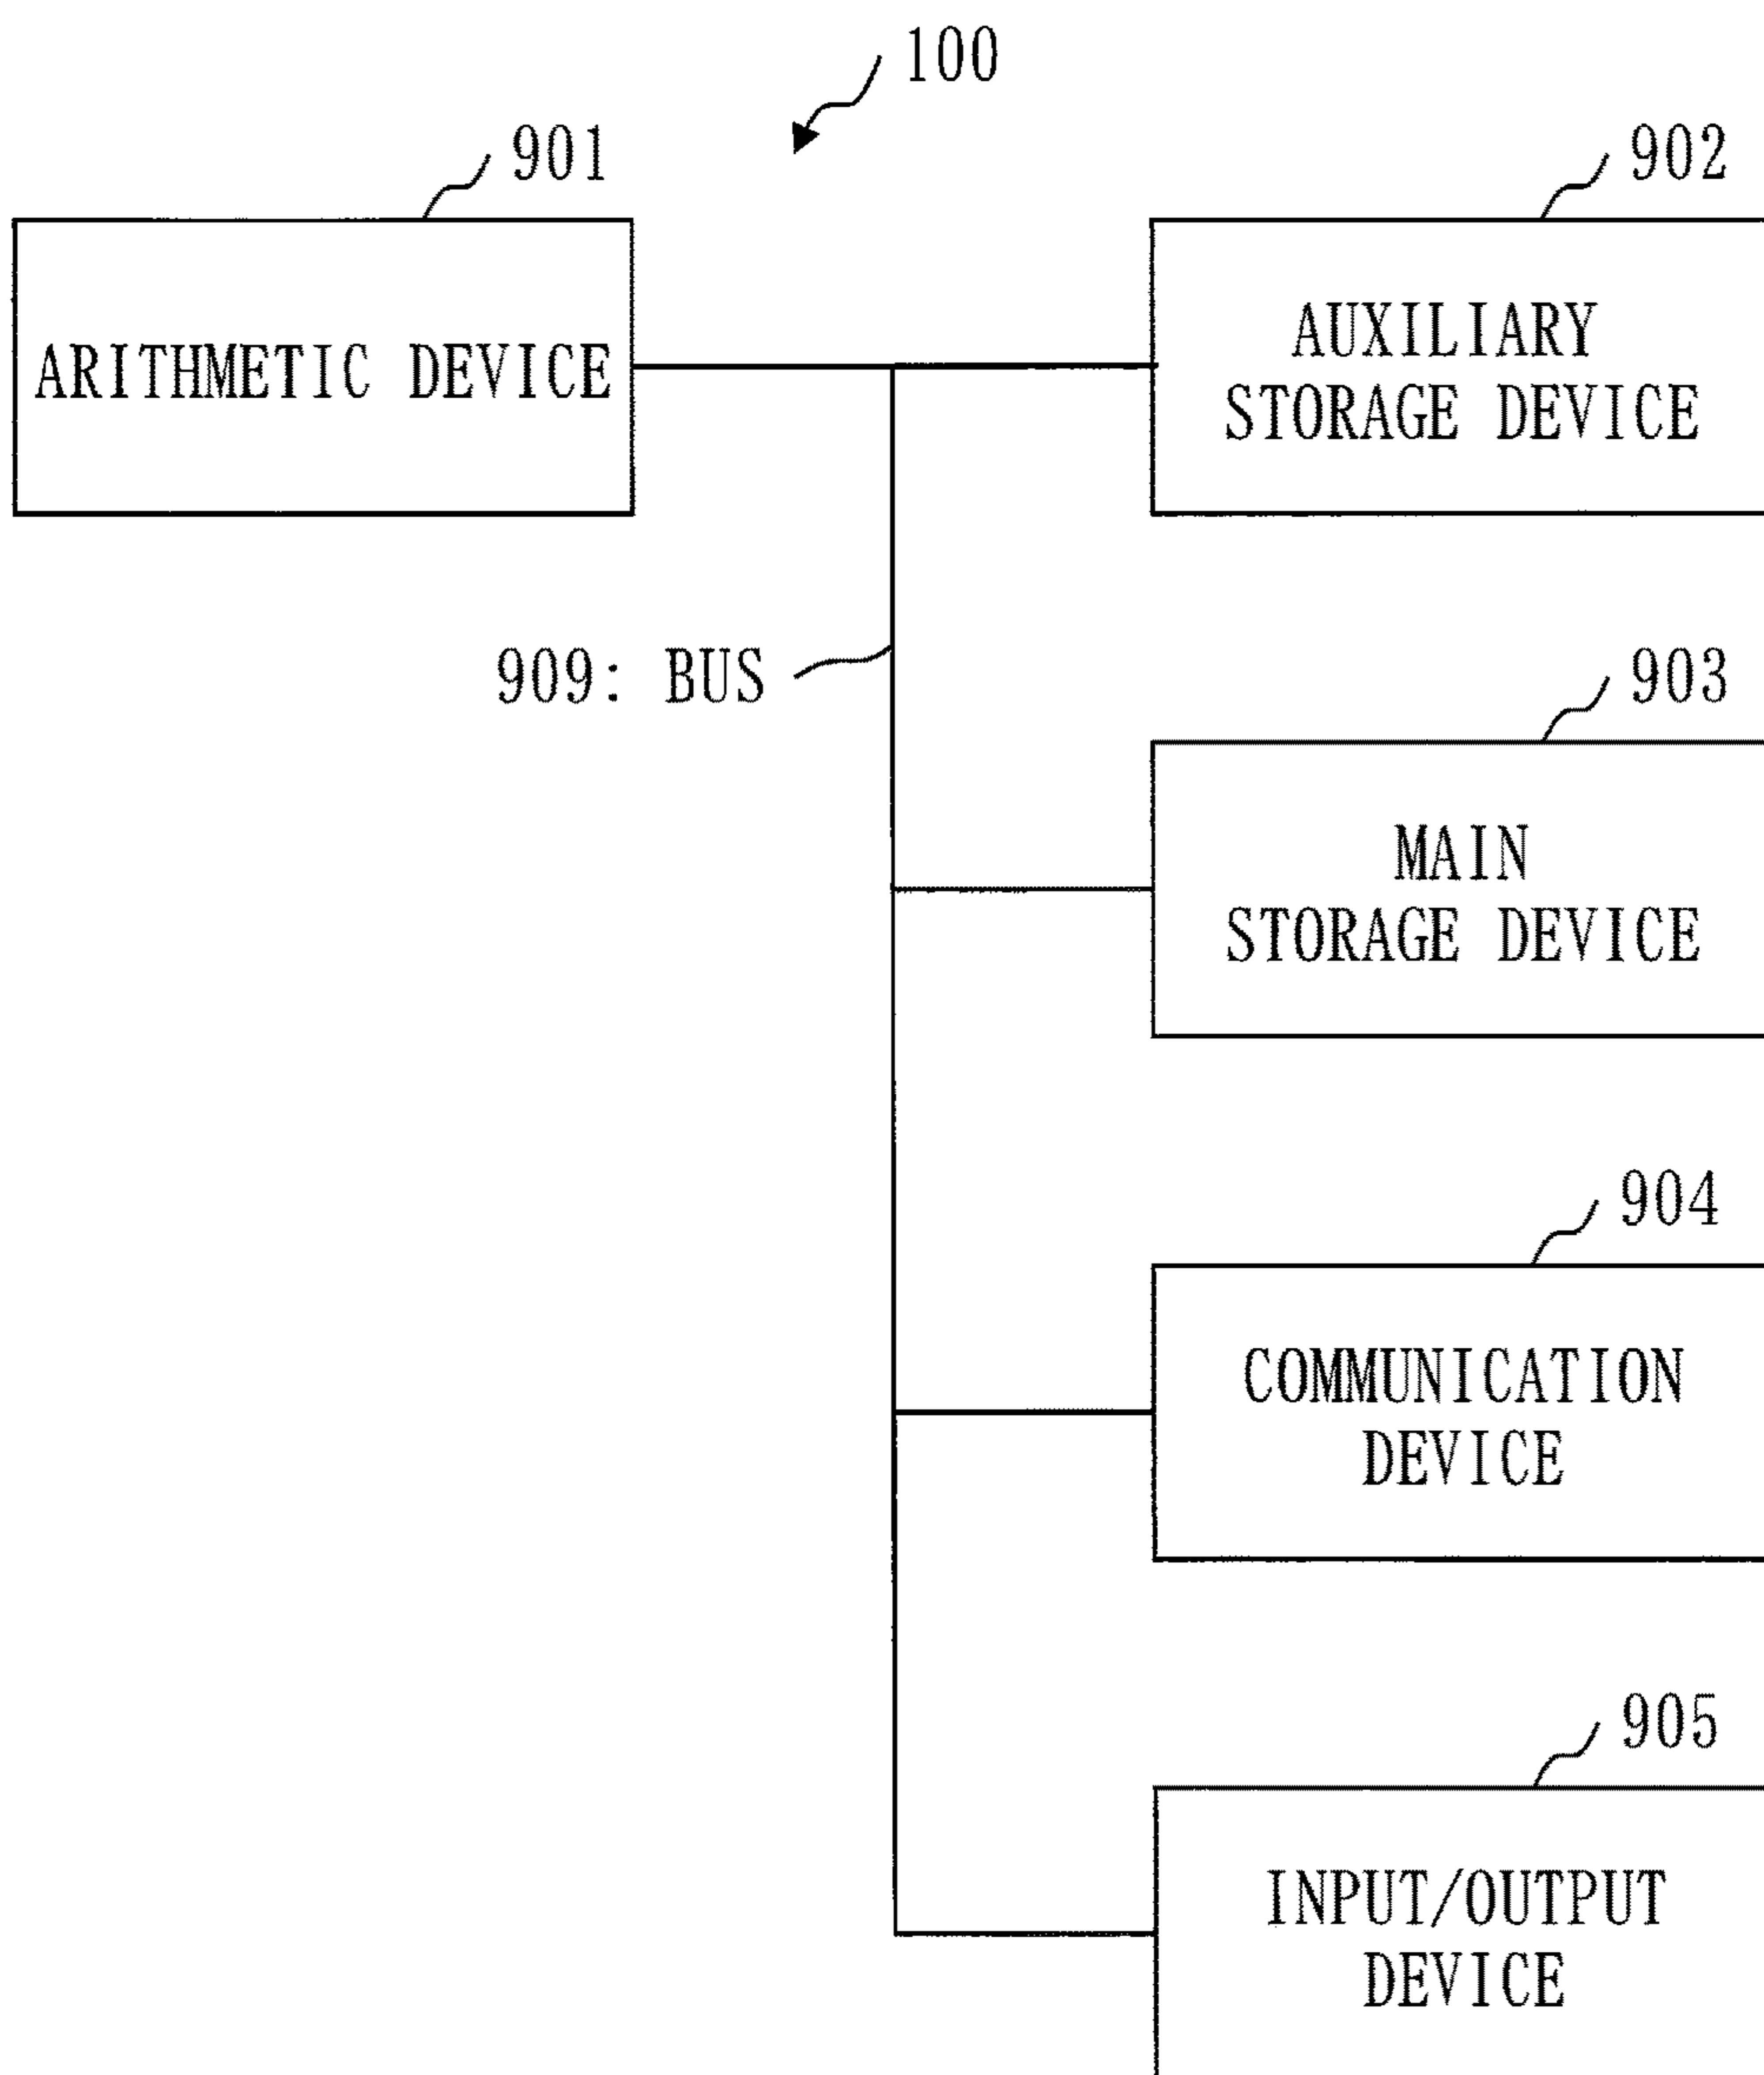 100
901
902
ARITHMETIC DEVICE
AUXILIARY
STORAGE DEVICE
909: BUS
903
MAIN
STORAGE DEVICE
904
COMMUNICATION
DEVICE
905
INPUT/OUTPUT
DEVICE